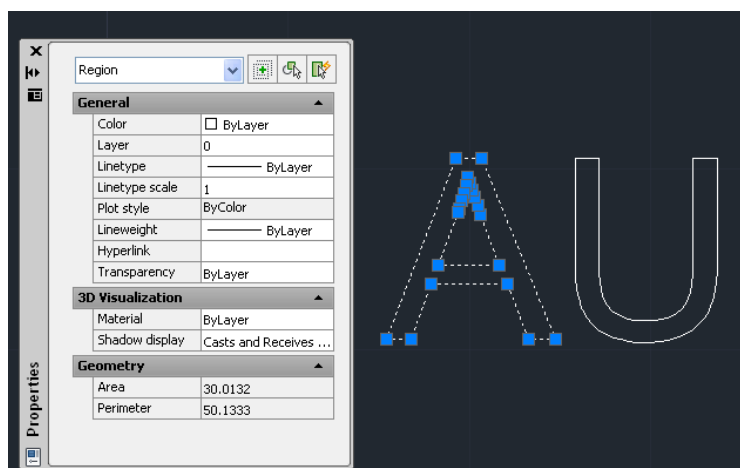 Region
General
Color ByLayer
Layer 0
Linetype ByLayer
Linetype scale 1
Plot style ByColor
Lineweight ByLayer
Hyperlink
Transparency ByLayer
3D Visualization
Material ByLayer
Shadow display Casts and Receives ...
Geometry
Area 30.0132
Perimeter 50.1333
Properties
AU